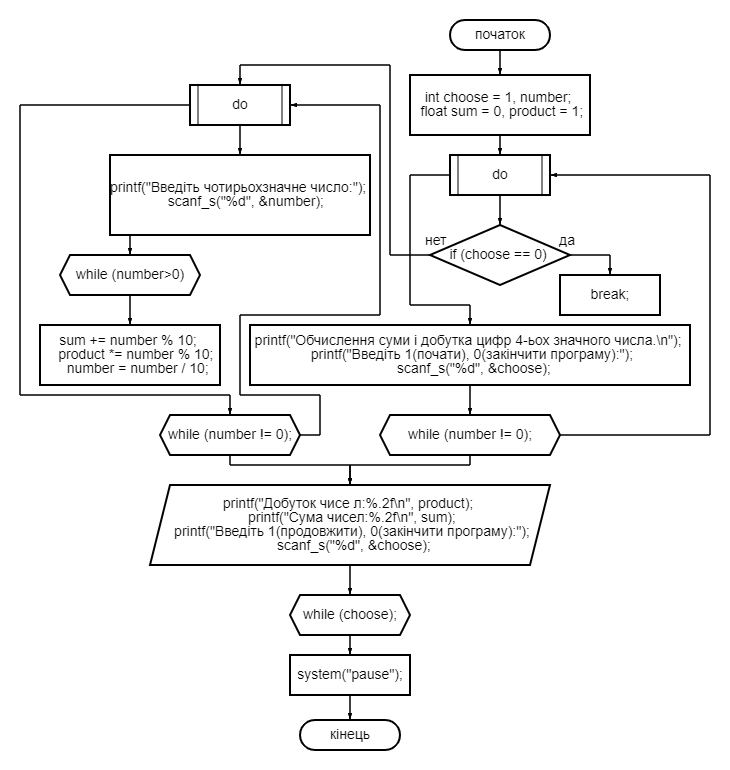 початок
int choose = 1, number;
float sum = 0, product = 1;
do
do
printf("Введіть чотирьохзначне число:");
scanf_s("%d", &number);
нет
if (choose == 0)
да
while (number>0)
break;
sum += number % 10;
product *= number % 10;
number = number / 10;
printf("Обчислення суми і добутка цифр 4-ьох значного числа.\n");
printf("Введіть 1(почати), 0(закінчити програму):");
scanf_s("%d", &choose);
while (number != 0);
while (number != 0);
printf("Добуток чисе л:%.2f\n", product);
printf("Сума чисел:%.2f\n", sum);
printf("Введіть 1(продовжити), 0(закінчити програму):");
scanf_s("%d", &choose);
while (choose);
system("pause");
кінець